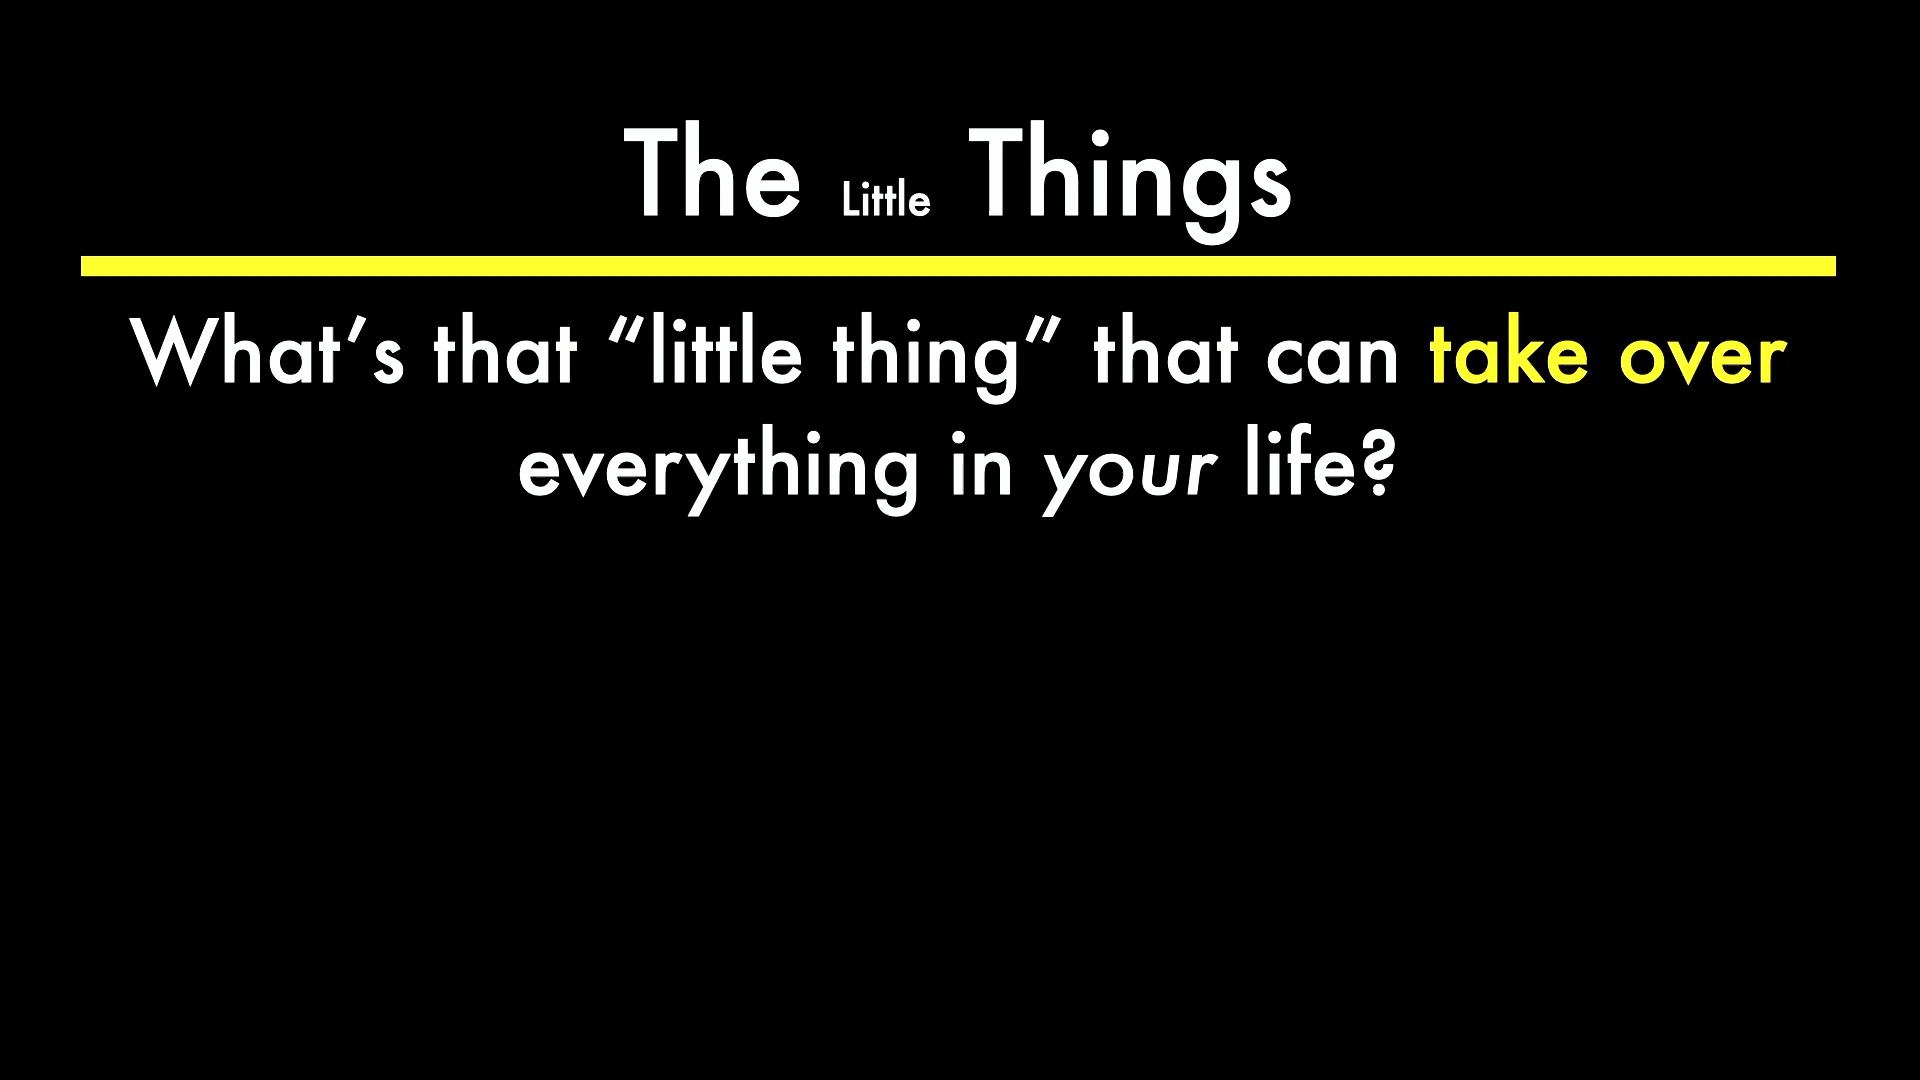 The Little Things
What’s that “little thing” that can take over
everything in your life?